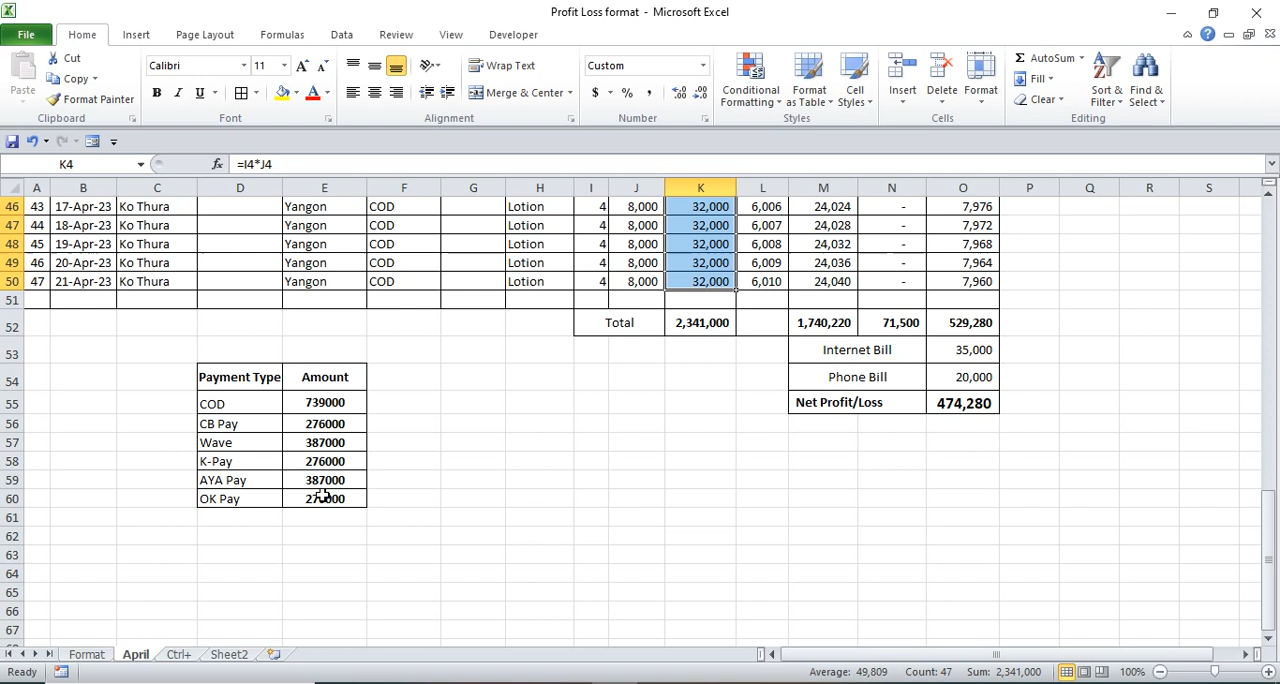 Profit Loss format - Microsoft Excel
File Home Insert Page Layout Formulas Data Review View Developer
Paste
Cut
Copy
Format Painter
Clipboard
Calibri 11
B I U
Font
Wrap Text
Merge & Center
Alignment
Custom
$ % ,
Number
Conditional Formatting
Format as Table
Cell Styles
Styles
Insert Delete Format
Cells
AutoSum
Fill
Clear
Sort & Filter
Find & Select
Editing
K4 fx =I4*J4
A B C D E F G H I J K L M N O P Q R S
46 43 17-Apr-23 Ko Thura Yangon COD Lotion 4 8,000 32,000 6,006 24,024 - 7,976
47 44 18-Apr-23 Ko Thura Yangon COD Lotion 4 8,000 32,000 6,007 24,028 - 7,972
48 45 19-Apr-23 Ko Thura Yangon COD Lotion 4 8,000 32,000 6,008 24,032 - 7,968
49 46 20-Apr-23 Ko Thura Yangon COD Lotion 4 8,000 32,000 6,009 24,036 - 7,964
50 47 21-Apr-23 Ko Thura Yangon COD Lotion 4 8,000 32,000 6,010 24,040 - 7,960
51
52 Total 2,341,000 1,740,220 71,500 529,280
53 Internet Bill 35,000
54 Payment Type Amount Phone Bill 20,000
55 COD 739000 Net Profit/Loss 474,280
56 CB Pay 276000
57 Wave 387000
58 K-Pay 276000
59 AYA Pay 387000
60 OK Pay
61
62
63
64
65
66
67
Format April Ctrl+ Sheet2
Ready Average: 49,809 Count: 47 Sum: 2,341,000 100%